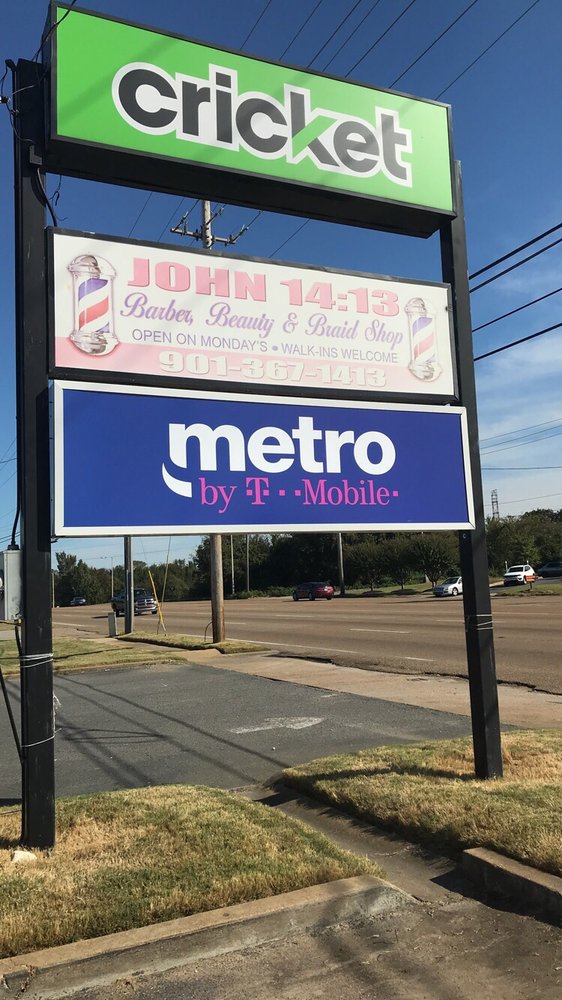 cricket
JOHN 14:13
Barber, Beauty & Braid Shop
OPEN ON MONDAY'S • WALK-INS WELCOME
901-367-1413
metro
by T··Mobile·